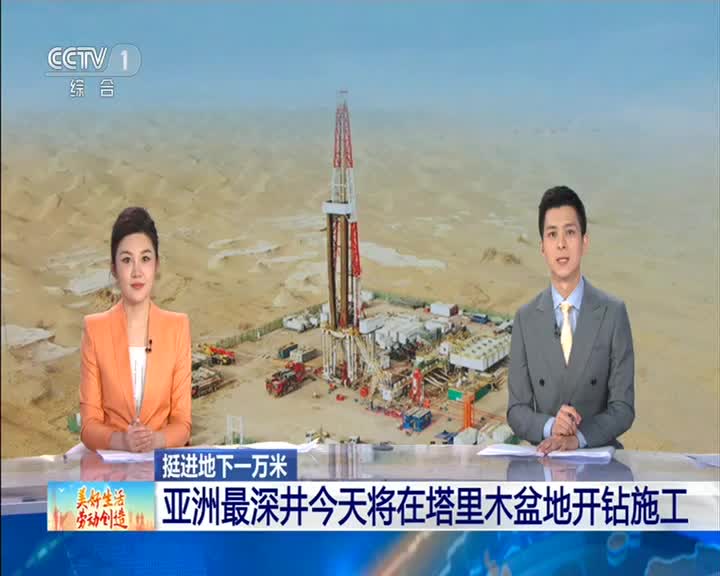 CCTV 1
综合
挺进地下一万米
美好生活
劳动创造
亚洲最深井今天将在塔里木盆地开钻施工